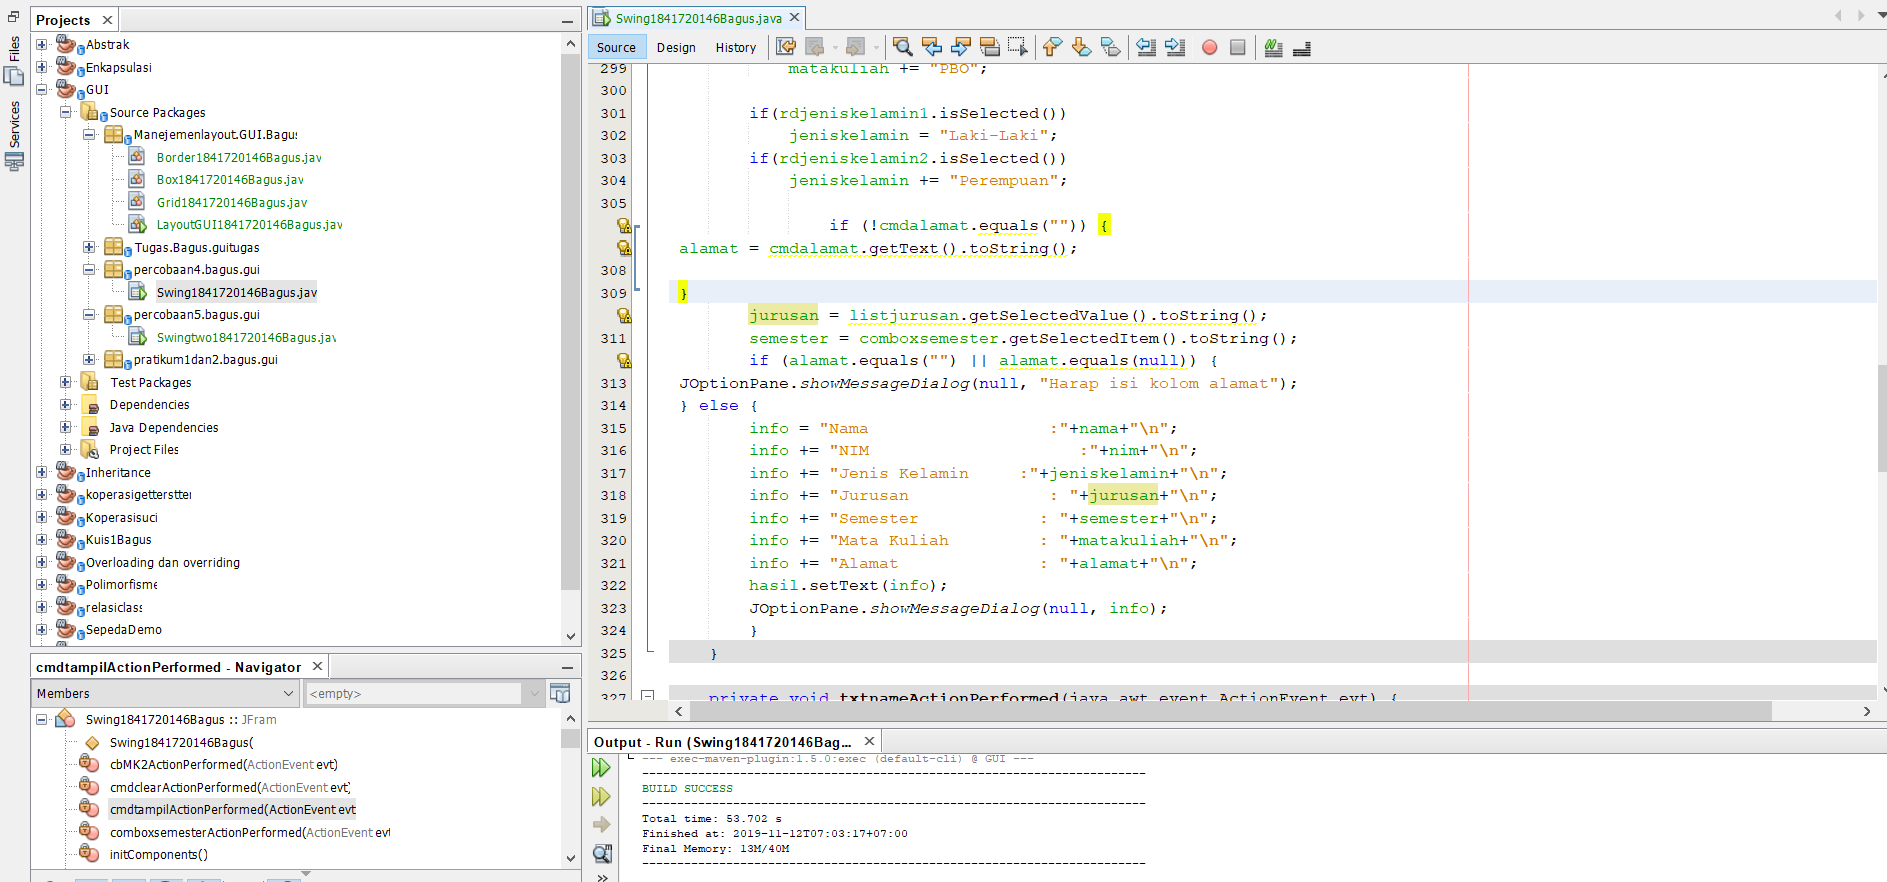 Files
Services
Projects
Abstrak
Enkapsulasi
GUI
Source Packages
Manejemenlayout.GUI.Bagus
Border1841720146Bagus.jav
Box1841720146Bagus.jav
Grid1841720146Bagus.jav
LayoutGUI1841720146Bagus.jav
Tugas.Bagus.guitugas
percobaan4.bagus.gui
Swing1841720146Bagus.jav
percobaan5.bagus.gui
Swingtwo1841720146Bagus.jav
pratikum1dan2.bagus.gui
Test Packages
Dependencies
Java Dependencies
Project Files
Inheritance
koperasigetterstter
Koperasisuci
Kuis1Bagus
Overloading dan overriding
Polimorfisme
relasiclass
SepedaDemo
cmdtampilActionPerformed - Navigator
Members
<empty>
Swing1841720146Bagus :: JFram
Swing1841720146Bagus(
cbMK2ActionPerformed(ActionEvent evt)
cmdclearActionPerformed(ActionEvent evt)
cmdtampilActionPerformed(ActionEvent evt
comboxsemesterActionPerformed(ActionEvent evt
initComponents()
Swing1841720146Bagus.java
Source Design History
299 matakuliah += "PBO";
300
301 if(rdjeniskelamin1.isSelected())
302 jeniskelamin = "Laki-Laki";
303 if(rdjeniskelamin2.isSelected())
304 jeniskelamin += "Perempuan";
305
if (!cmdalamat.equals("")) {
alamat = cmdalamat.getText().toString();
308
309 }
jurusan = listjurusan.getSelectedValue().toString();
311 semester = comboxsemester.getSelectedItem().toString();
if (alamat.equals("") || alamat.equals(null)) {
313 JOptionPane.showMessageDialog(null, "Harap isi kolom alamat");
314 } else {
315 info = "Nama :"+nama+"\n";
316 info += "NIM :"+nim+"\n";
317 info += "Jenis Kelamin :"+jeniskelamin+"\n";
318 info += "Jurusan : "+jurusan+"\n";
319 info += "Semester : "+semester+"\n";
320 info += "Mata Kuliah : "+matakuliah+"\n";
321 info += "Alamat : "+alamat+"\n";
322 hasil.setText(info);
323 JOptionPane.showMessageDialog(null, info);
324 }
325 }
326
327 private void txtnameActionPerformed(java.awt.event.ActionEvent evt) {
Output - Run (Swing1841720146Bag...
--- exec-maven-plugin:1.5.0:exec (default-cli) @ GUI ---
------------------------------------------------------------------------
BUILD SUCCESS
------------------------------------------------------------------------
Total time: 53.702 s
Finished at: 2019-11-12T07:03:17+07:00
Final Memory: 13M/40M
------------------------------------------------------------------------